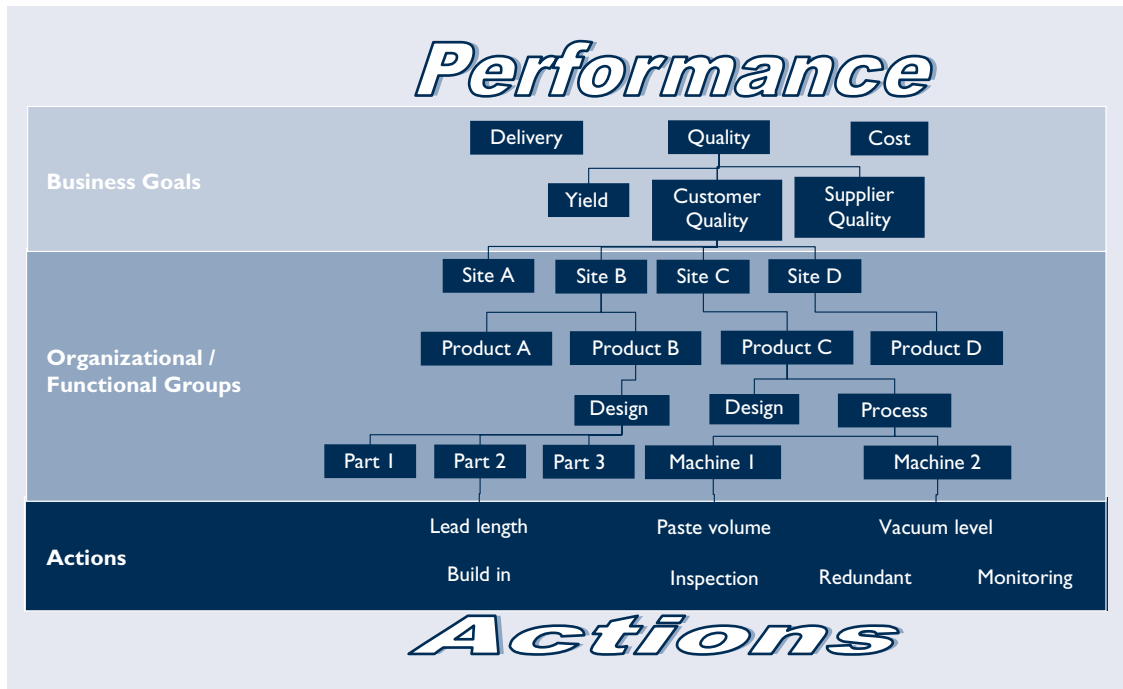 Performance
Delivery
Quality
Cost
Business Goals
Yield
Customer
Quality
Supplier
Quality
Site A
Site B
Site C
Site D
Organizational /
Functional Groups
Product A
Product B
Product C
Product D
Design
Design
Process
Part 1
Part 2
Part 3
Machine 1
Machine 2
Actions
Lead length
Paste volume
Vacuum level
Build in
Inspection
Redundant
Monitoring
Actions